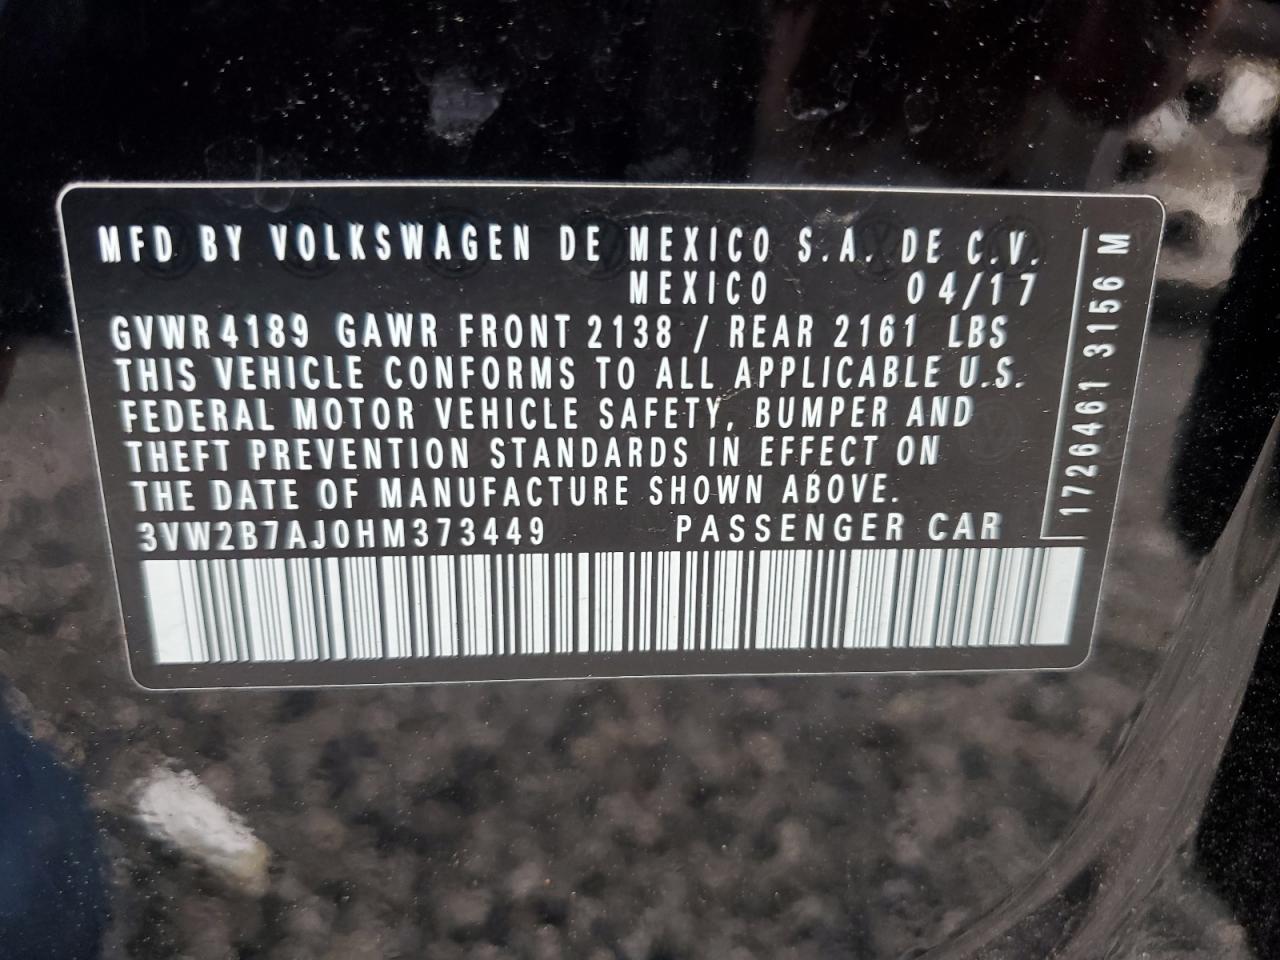 MFD BY VOLKSWAGEN DE MEXICO S.A. DE C.V.
MEXICO 04/17
GVWR 4189 GAWR FRONT 2138 / REAR 2161 LBS
THIS VEHICLE CONFORMS TO ALL APPLICABLE U.S.
FEDERAL MOTOR VEHICLE SAFETY, BUMPER AND
THEFT PREVENTION STANDARDS IN EFFECT ON
THE DATE OF MANUFACTURE SHOWN ABOVE.
3VW2B7AJ0HM373449 PASSENGER CAR
1726461 3156 M